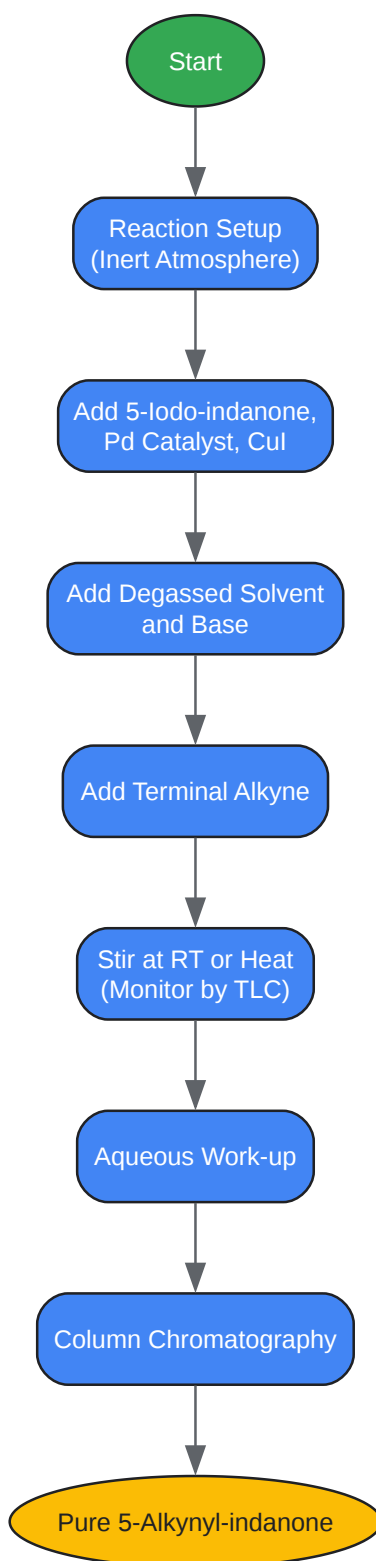 Start
Reaction Setup
(Inert Atmosphere)
Add 5-Iodo-indanone,
Pd Catalyst, CuI
Add Degassed Solvent
and Base
Add Terminal Alkyne
Stir at RT or Heat
(Monitor by TLC)
Aqueous Work-up
Column Chromatography
Pure 5-Alkynyl-indanone